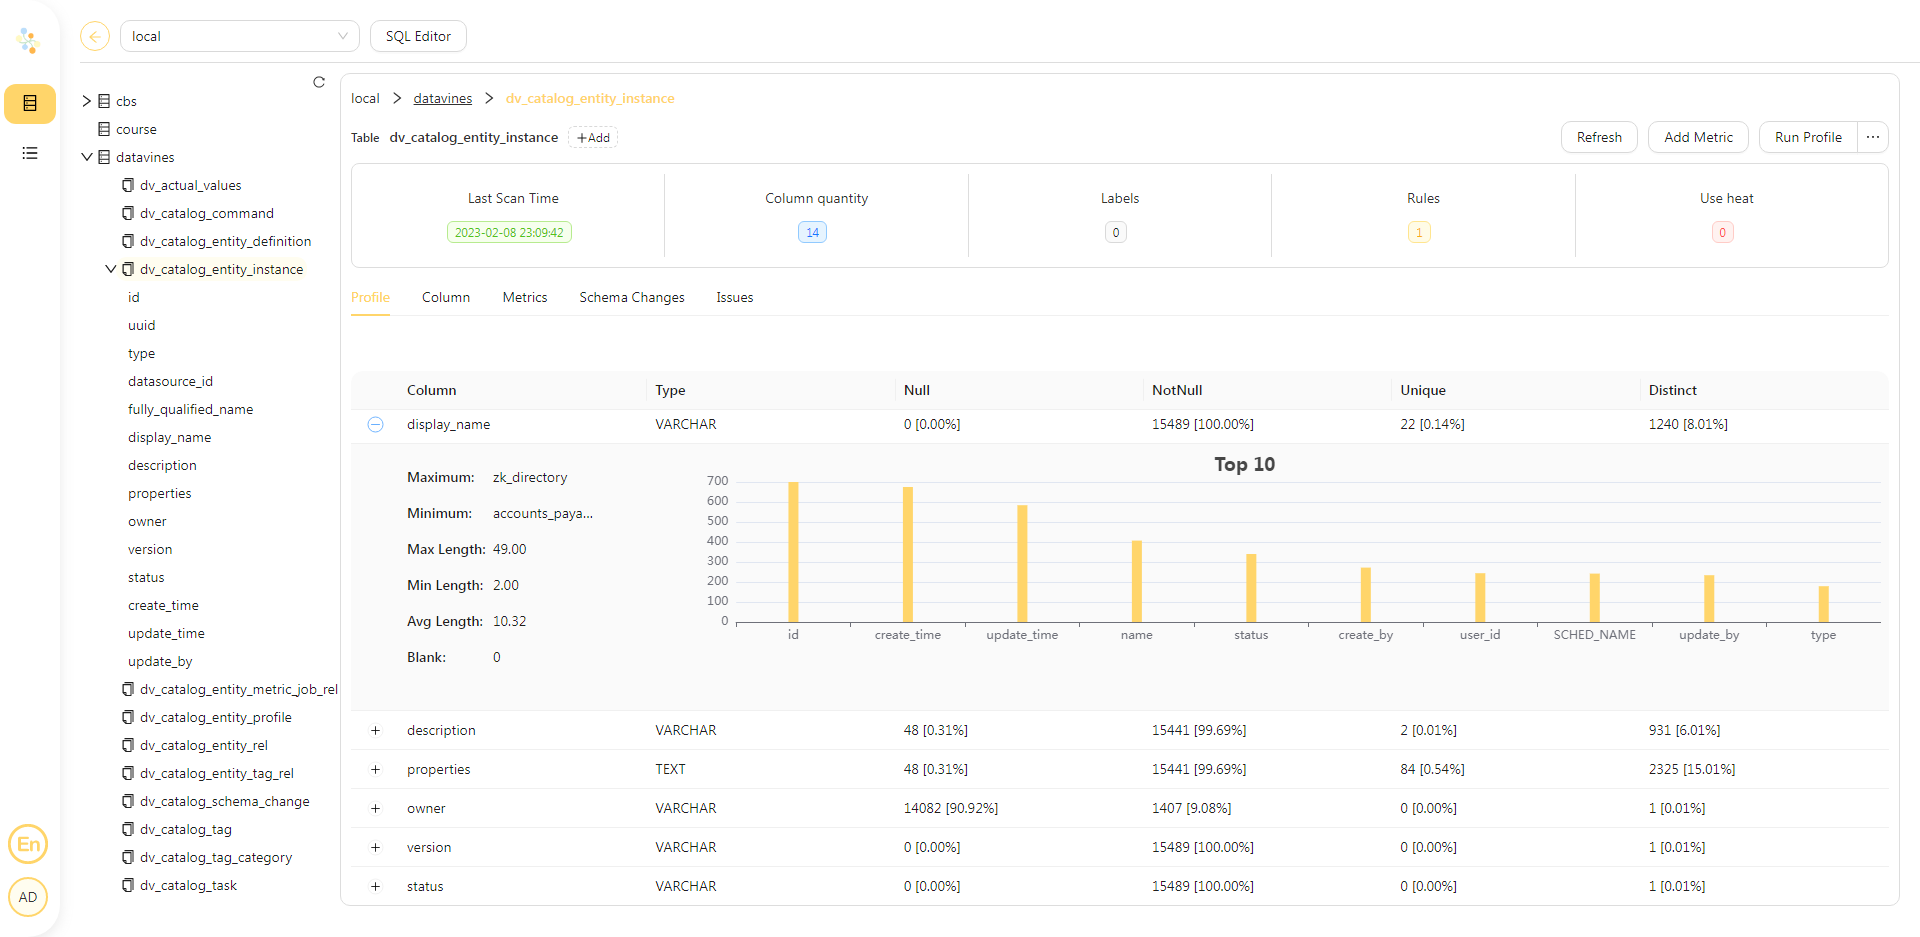 local
SQL Editor
cbs
course
datavines
dv_actual_values
dv_catalog_command
dv_catalog_entity_definition
dv_catalog_entity_instance
id
uuid
type
datasource_id
fully_qualified_name
display_name
description
properties
owner
version
status
create_time
update_time
update_by
dv_catalog_entity_metric_job_rel
dv_catalog_entity_profile
dv_catalog_entity_rel
dv_catalog_entity_tag_rel
dv_catalog_schema_change
dv_catalog_tag
dv_catalog_tag_category
dv_catalog_task
En
AD
local > datavines > dv_catalog_entity_instance
Table dv_catalog_entity_instance +Add
Refresh Add Metric Run Profile ...
Last Scan Time Column quantity Labels Rules Use heat
2023-02-08 23:09:42 14 0 1 0
Profile Column Metrics Schema Changes Issues
Column Type Null NotNull Unique Distinct
display_name VARCHAR 0 [0.00%] 15489 [100.00%] 22 [0.14%] 1240 [8.01%]
Maximum: zk_directory
Minimum: accounts_paya...
Max Length: 49.00
Min Length: 2.00
Avg Length: 10.32
Blank: 0
Top 10
700
600
500
400
300
200
100
0
id create_time update_time name status create_by user_id SCHED_NAME update_by type
description VARCHAR 48 [0.31%] 15441 [99.69%] 2 [0.01%] 931 [6.01%]
properties TEXT 48 [0.31%] 15441 [99.69%] 84 [0.54%] 2325 [15.01%]
owner VARCHAR 14082 [90.92%] 1407 [9.08%] 0 [0.00%] 1 [0.01%]
version VARCHAR 0 [0.00%] 15489 [100.00%] 0 [0.00%] 1 [0.01%]
status VARCHAR 0 [0.00%] 15489 [100.00%] 0 [0.00%] 1 [0.01%]